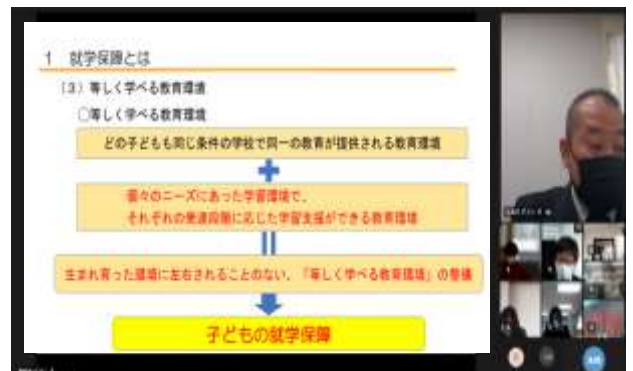 1 就学保障とは
(3) 等しく学べる教育環境
○等しく学べる教育環境
どの子どもも同じ条件の学校で同一の教育が提供される教育環境
個々のニーズにあった学習環境で、
それぞれの発達段階に応じた学習支援ができる教育環境
生まれ育った環境に左右されることのない、「等しく学べる教育環境」の整備
子どもの就学保障